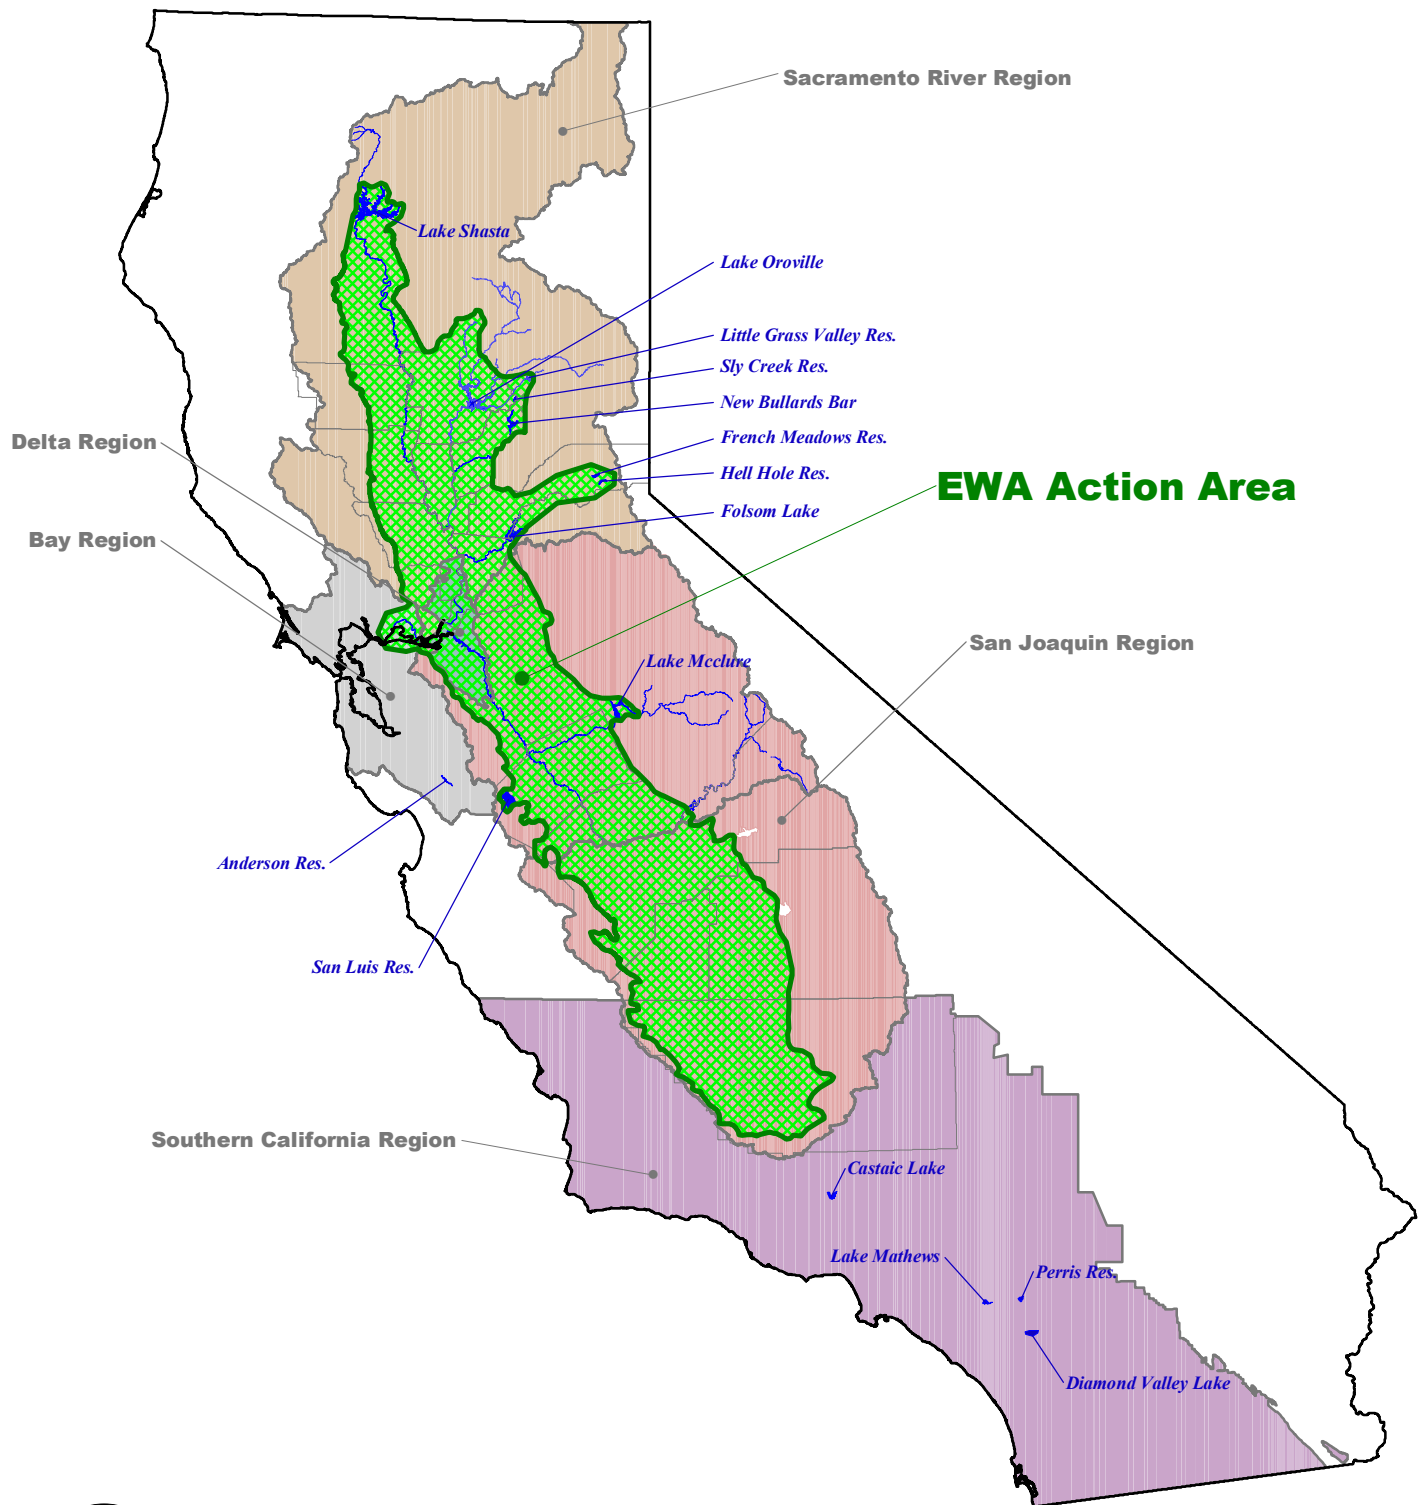 Sacramento River Region
Lake Shasta
Lake Oroville
Little Grass Valley Res.
Sly Creek Res.
New Bullards Bar
French Meadows Res.
Delta Region
Hell Hole Res.
EWA Action Area
Folsom Lake
Bay Region
San Joaquin Region
Lake Mcclure
Anderson Res.
San Luis Res.
Southern California Region
Castaic Lake
Lake Mathews
Perris Res.
Diamond Valley Lake